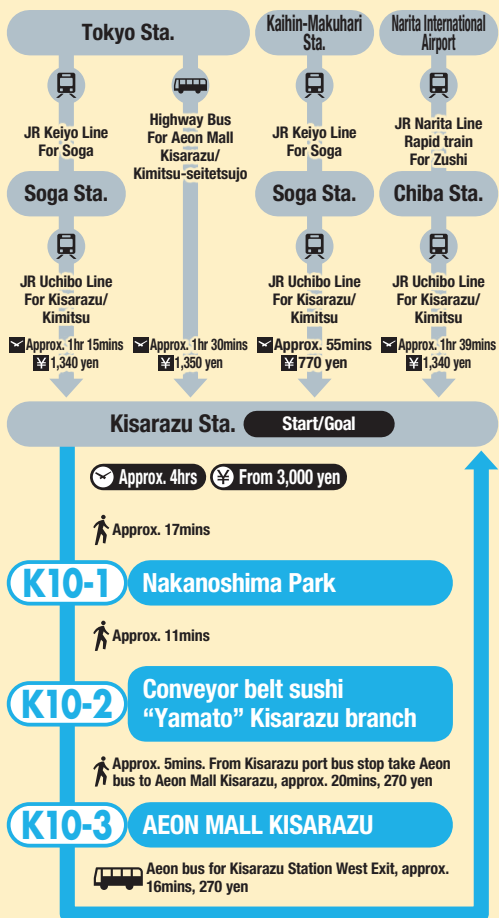 Tokyo Sta.
Kaihin-Makuhari
Sta.
Narita International
Airport
JR Keiyo Line
For Soga
Highway Bus
For Aeon Mall
Kisarazu/
Kimitsu-seitetsujo
JR Keiyo Line
For Soga
JR Narita Line
Rapid train
For Zushi
Soga Sta.
Soga Sta.
Chiba Sta.
JR Uchibo Line
For Kisarazu/
Kimitsu
JR Uchibo Line
For Kisarazu/
Kimitsu
JR Uchibo Line
For Kisarazu/
Kimitsu
Approx. 1hr 15mins
¥ 1,340 yen
Approx. 1hr 30mins
¥ 1,350 yen
Approx. 55mins
¥ 770 yen
Approx. 1hr 39mins
¥ 1,340 yen
Kisarazu Sta. Start/Goal
Approx. 4hrs ¥ From 3,000 yen
Approx. 17mins
K10-1 Nakanoshima Park
Approx. 11mins
K10-2 Conveyor belt sushi
“Yamato” Kisarazu branch
Approx. 5mins. From Kisarazu port bus stop take Aeon
bus to Aeon Mall Kisarazu, approx. 20mins, 270 yen
K10-3 AEON MALL KISARAZU
Aeon bus for Kisarazu Station West Exit, approx.
16mins, 270 yen